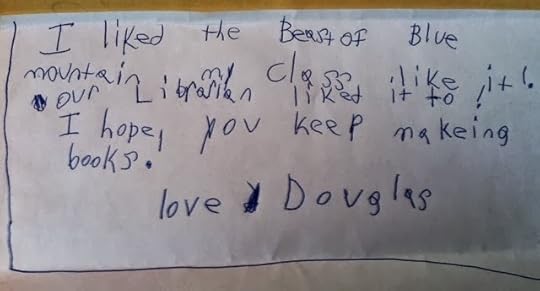 I liked the Beast of Blue
mountain my Class like it!.
our Librarian liked it to!
I hope, you keep makeing
books.
love Douglas